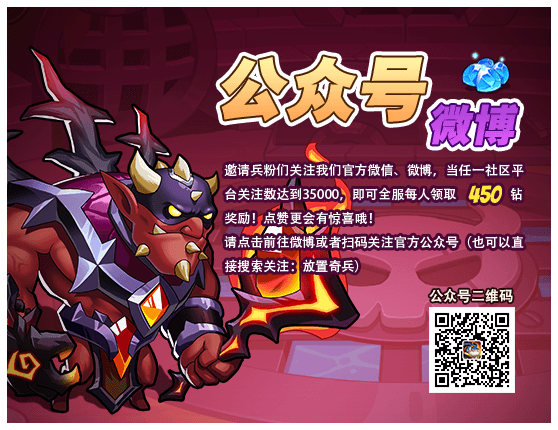 公众号
微博
邀请兵粉们关注我们官方微信、微博，当任一社区平
台关注数达到35000，即可全服每人领取 450 钻
奖励！点赞更会有惊喜哦！
请点击前往微博或者扫码关注官方公众号（也可以直
接搜索关注：放置奇兵）
公众号二维码